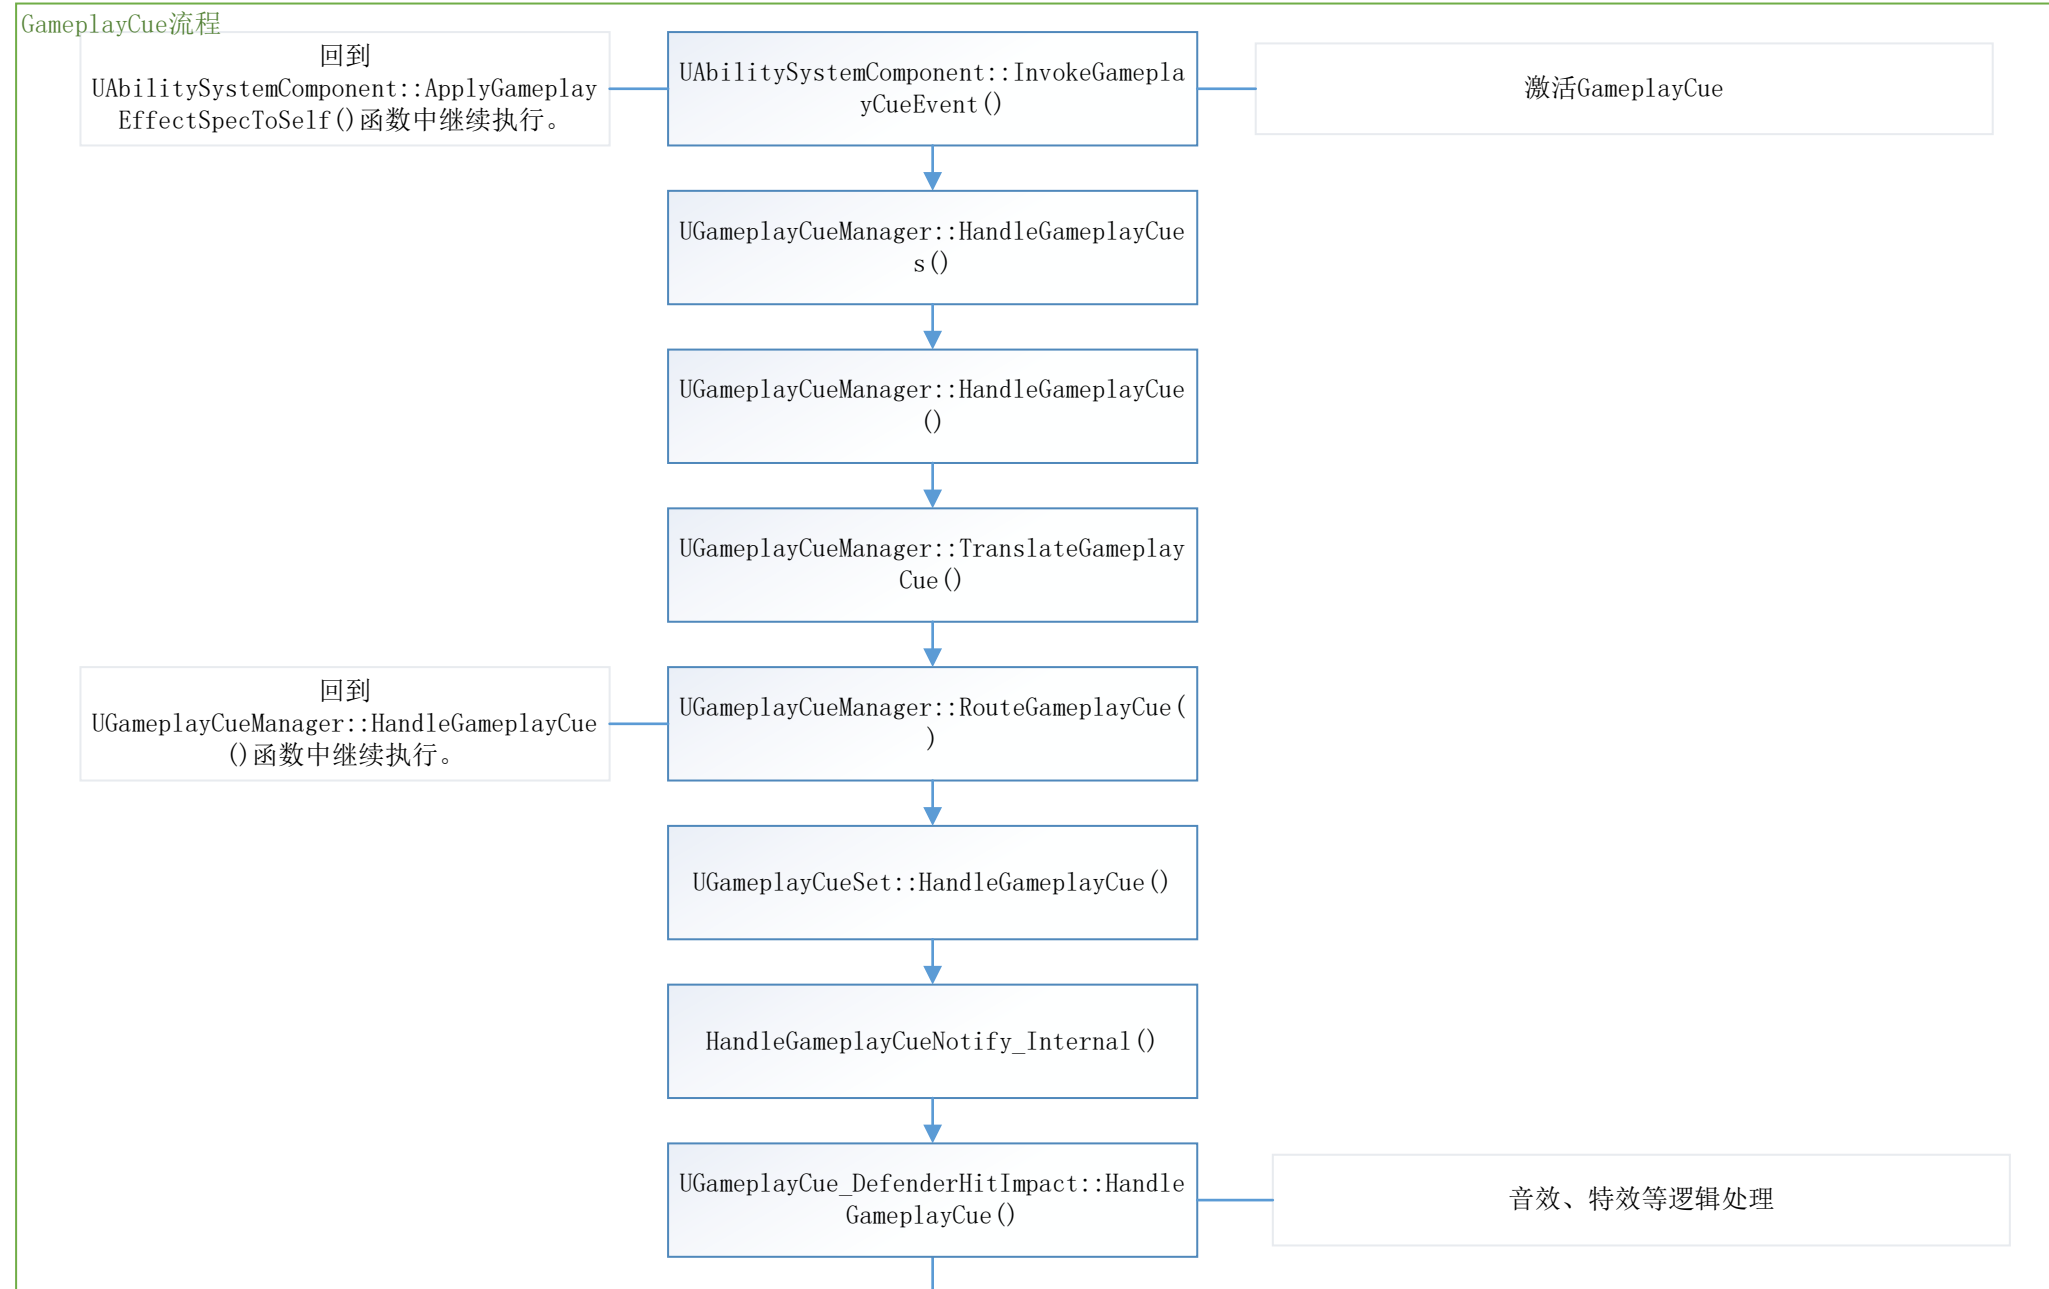 GameplayCue流程
回到
UAbilitySystemComponent::ApplyGameplay
EffectSpecToSelf()函数中继续执行。
UAbilitySystemComponent::InvokeGamepla
yCueEvent()
激活GameplayCue
UGameplayCueManager::HandleGameplayCue
s()
UGameplayCueManager::HandleGameplayCue
()
UGameplayCueManager::TranslateGameplay
Cue()
回到
UGameplayCueManager::HandleGameplayCue
()函数中继续执行。
UGameplayCueManager::RouteGameplayCue(
)
UGameplayCueSet::HandleGameplayCue()
HandleGameplayCueNotify_Internal()
UGameplayCue_DefenderHitImpact::Handle
GameplayCue()
音效、特效等逻辑处理